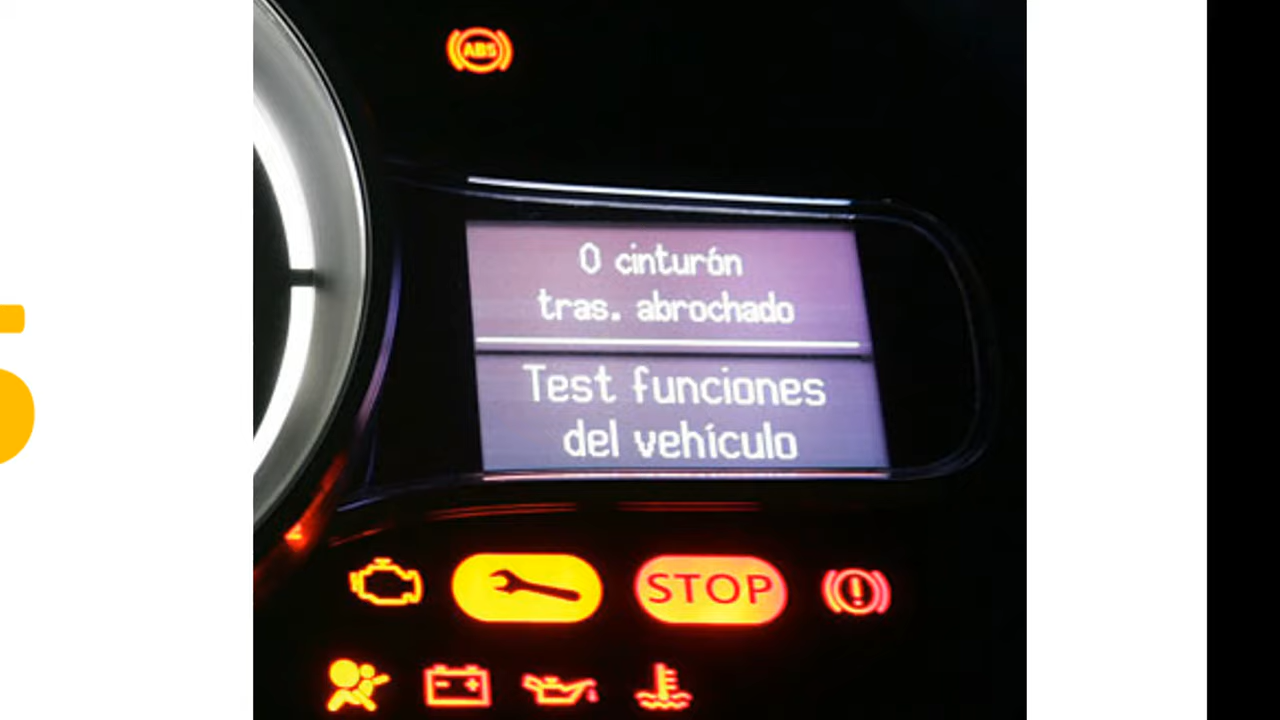 ABS
0 cinturón
tras. abrochado
Test funciones
del vehículo
STOP